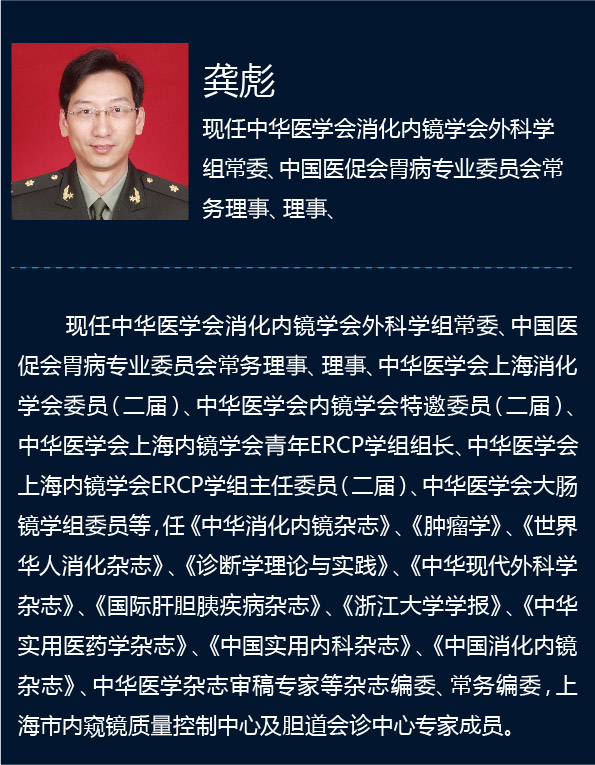 龚彪
现任中华医学会消化内镜学会外科学
组常委、中国医促会胃病专业委员会常
务理事、理事、
现任中华医学会消化内镜学会外科学组常委、中国医
促会胃病专业委员会常务理事、理事、中华医学会上海消化
学会委员（二届）、中华医学会内镜学会特邀委员（二届）、
中华医学会上海内镜学会青年ERCP学组组长、中华医学会
上海内镜学会ERCP学组主任委员（二届）、中华医学会大肠
镜学组委员等，任《中华消化内镜杂志》、《肿瘤学》、《世界
华人消化杂志》、《诊断学理论与实践》、《中华现代外科学
杂志》、《国际肝胆胰疾病杂志》、《浙江大学学报》、《中华
实用医药学杂志》、《中国实用内科杂志》、《中国消化内镜
杂志》、中华医学杂志审稿专家等杂志编委、常务编委，上
海市内窥镜质量控制中心及胆道会诊中心专家成员。